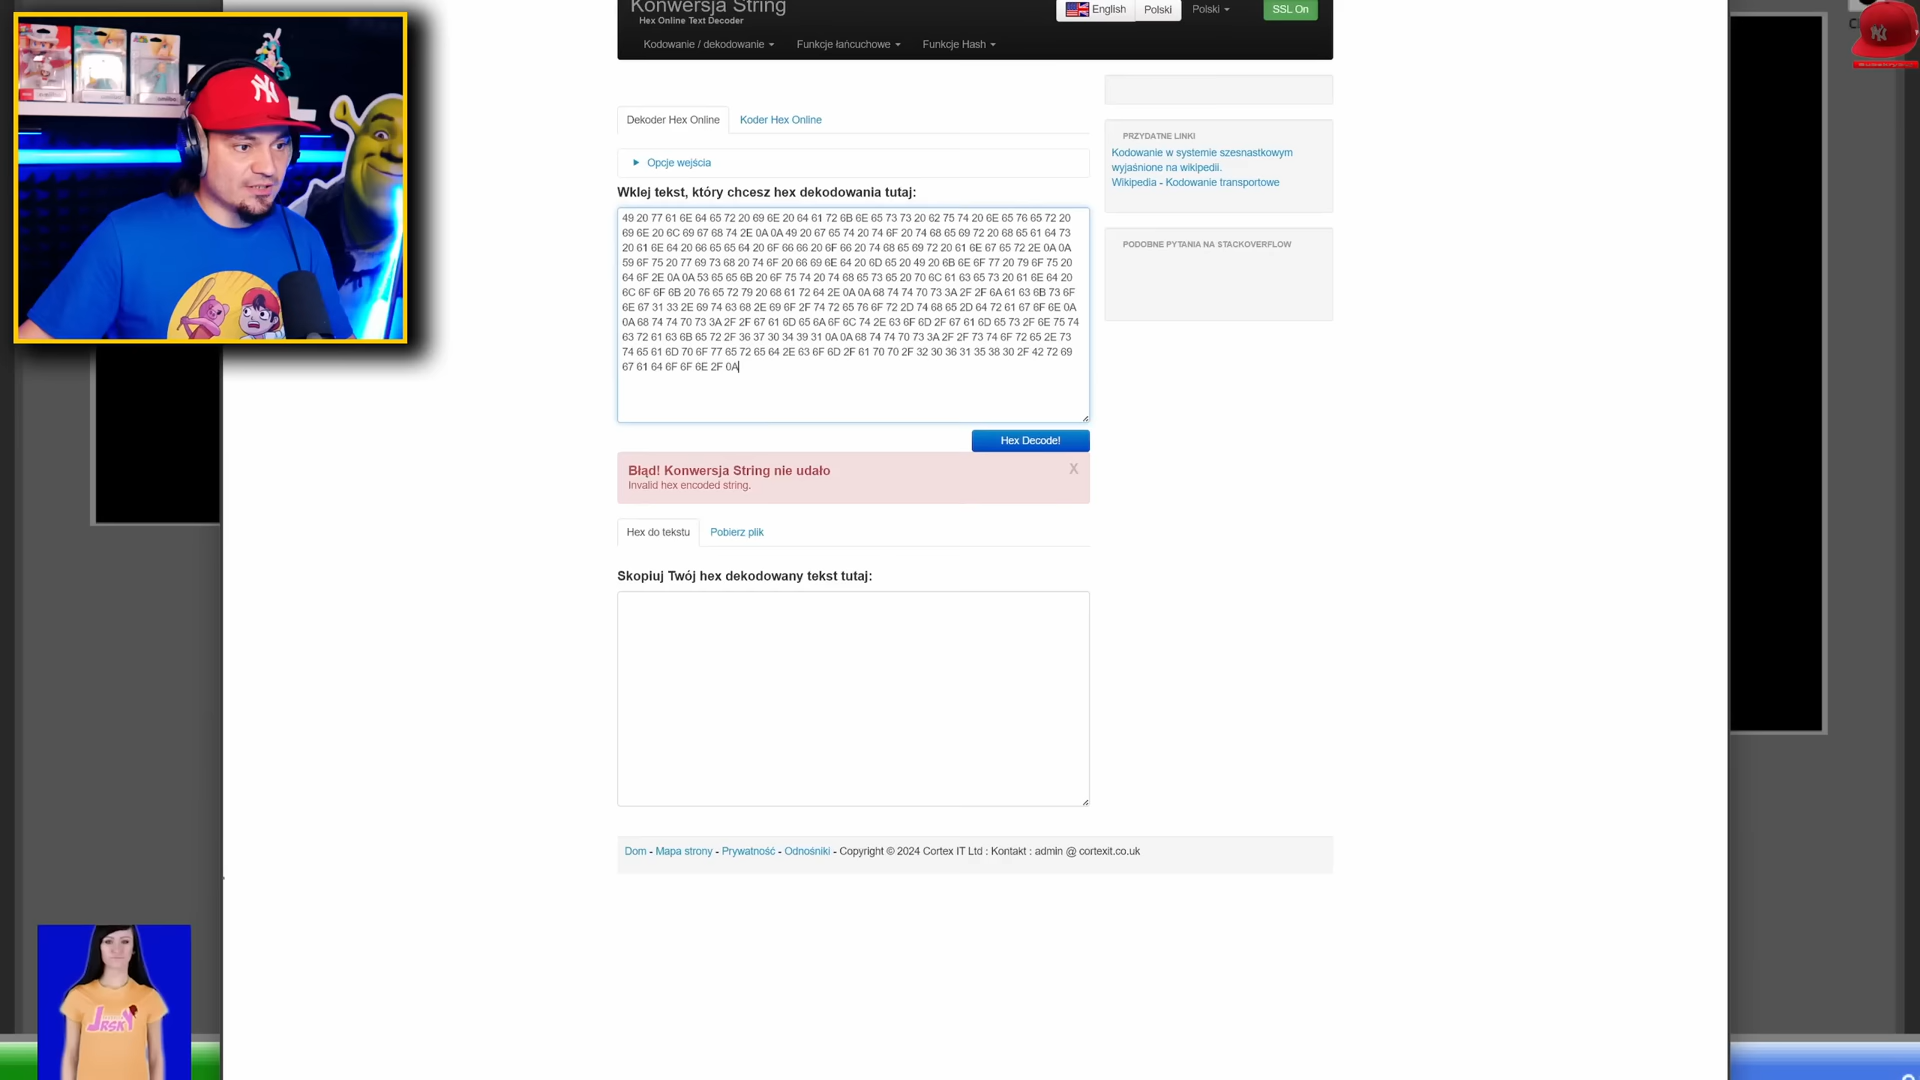 Konwersja String
Hex Online Text Decoder
English
Polski
Polski
SSL On
Kodowanie / dekodowanie
Funkcje łańcuchowe
Funkcje Hash
Dekoder Hex Online
Koder Hex Online
Opcje wejścia
Wklej tekst, który chcesz hex dekodowania tutaj:
49 20 77 61 6E 64 65 72 20 69 6E 20 64 61 72 6B 6E 65 73 73 20 62 75 74 20 6E 65 76 65 72 20
69 6E 20 6C 69 67 68 74 2E 0A 0A 49 20 67 65 74 20 74 6F 20 74 68 65 69 72 20 68 65 61 64 73
20 61 6E 64 20 66 65 65 64 20 6F 66 66 20 6F 66 20 74 68 65 69 72 20 61 6E 67 65 72 2E 0A 0A
59 6F 75 20 77 69 73 68 20 74 6F 20 66 69 6E 64 20 6D 65 20 49 20 6B 6E 6F 77 20 79 6F 75 20
64 6F 2E 0A 0A 53 65 65 6B 20 6F 75 74 20 74 68 65 73 65 20 70 6C 61 63 65 73 20 61 6E 64 20
6C 6F 6F 6B 20 76 65 72 79 20 68 61 72 64 2E 0A 0A 68 74 74 70 73 3A 2F 2F 6A 61 63 6B 73 6F
6E 67 31 33 2E 69 74 63 68 2E 69 6F 2F 74 72 65 76 6F 72 2D 74 68 65 2D 64 72 61 67 6F 6E 0A
0A 68 74 74 70 73 3A 2F 2F 67 61 6D 65 6A 6F 6C 74 2E 63 6F 6D 2F 67 61 6D 65 73 2F 6E 75 74
63 72 61 63 6B 65 72 2F 36 37 30 34 39 31 0A 0A 68 74 74 70 73 3A 2F 2F 73 74 6F 72 65 2E 73
74 65 61 6D 70 6F 77 65 72 65 64 2E 63 6F 6D 2F 61 70 70 2F 32 30 36 31 35 38 30 2F 42 72 69
67 61 64 6F 6F 6E 2F 0A
Hex Decode!
Błąd! Konwersja String nie udało
X
Invalid hex encoded string.
Hex do tekstu
Pobierz plik
Skopiuj Twój hex dekodowany tekst tutaj:
Dom - Mapa strony - Prywatność - Odnośniki - Copyright © 2024 Cortex IT Ltd : Kontakt : admin @ cortexit.co.uk
PRZYDATNE LINKI
Kodowanie w systemie szesnastkowym
wyjaśnione na wikipedii.
Wikipedia - Kodowanie transportowe
PODOBNE PYTANIA NA STACKOVERFLOW
JRSKY